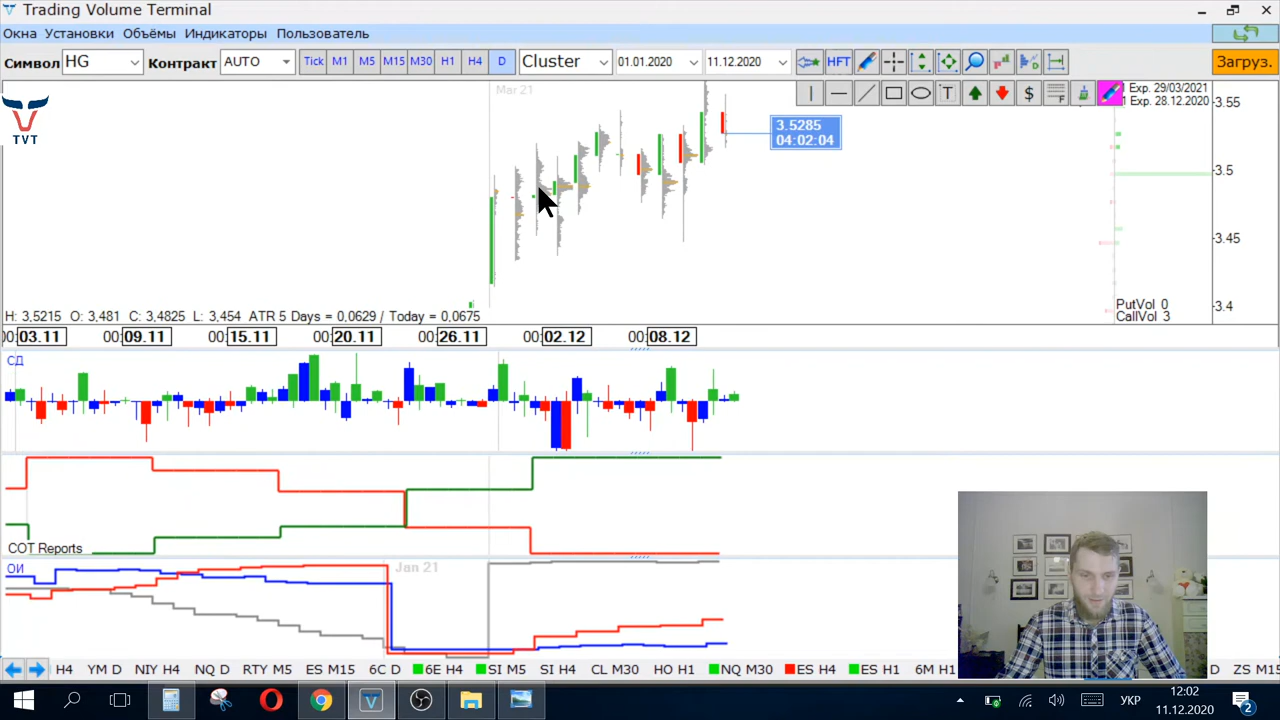 Trading Volume Terminal
Окна Установки Объёмы Индикаторы Пользователь
Символ HG Контракт AUTO Tick M1 M5 M15 M30 H1 H4 D Cluster 01.01.2020 11.12.2020 HFT Загруз.
Mar 21
T $ F
Exp. 29/03/2021
Exp. 28.12.2020
TVT
3.5285
04:02:04
3.55
3.5
3.45
3.4
PutVol 0
CallVol 3
H: 3,5215 O: 3,481 C: 3,4825 L: 3,454 ATR 5 Days = 0,0629 / Today = 0,0675
00:03.11 00:09.11 00:15.11 00:20.11 00:26.11 00:02.12 00:08.12
СД
COT Reports
ОИ
Jan 21
H4 YM D NIY H4 NQ D RTY M5 ES M15 6C D 6E H4 SI M5 SI H4 CL M30 HO H1 NQ M30 ES H4 ES H1 6M H1 D ZS M15
V
УКР
12:02
11.12.2020
2